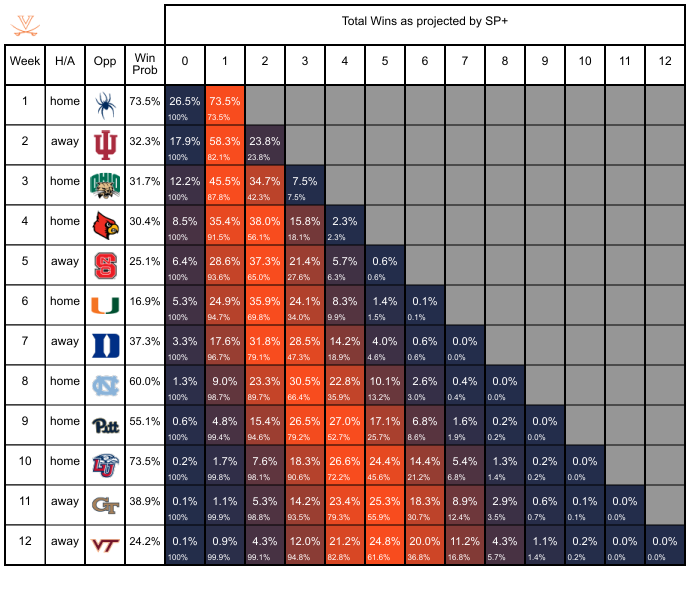 Total Wins as projected by SP+
Week H/A Opp Win Prob 0 1 2 3 4 5 6 7 8 9 10 11 12
1 home 73.5% 26.5% 73.5%
100% 73.5%
2 away 32.3% 17.9% 58.3% 23.8%
100% 82.1% 23.8%
3 home OHIO 31.7% 12.2% 45.5% 34.7% 7.5%
100% 87.8% 42.3% 7.5%
4 home 30.4% 8.5% 35.4% 38.0% 15.8% 2.3%
100% 91.5% 56.1% 18.1% 2.3%
5 away 25.1% 6.4% 28.6% 37.3% 21.4% 5.7% 0.6%
100% 93.6% 65.0% 27.6% 6.3% 0.6%
6 home U 16.9% 5.3% 24.9% 35.9% 24.1% 8.3% 1.4% 0.1%
100% 94.7% 69.8% 34.0% 9.9% 1.5% 0.1%
7 away D 37.3% 3.3% 17.6% 31.8% 28.5% 14.2% 4.0% 0.6% 0.0%
100% 96.7% 79.1% 47.3% 18.9% 4.6% 0.6% 0.0%
8 home NC 60.0% 1.3% 9.0% 23.3% 30.5% 22.8% 10.1% 2.6% 0.4% 0.0%
100% 98.7% 89.7% 66.4% 35.9% 13.2% 3.0% 0.4% 0.0%
9 home Pitt 55.1% 0.6% 4.8% 15.4% 26.5% 27.0% 17.1% 6.8% 1.6% 0.2% 0.0%
100% 99.4% 94.6% 79.2% 52.7% 25.7% 8.6% 1.9% 0.2% 0.0%
10 home LU 73.5% 0.2% 1.7% 7.6% 18.3% 26.6% 24.4% 14.4% 5.4% 1.3% 0.2% 0.0%
100% 99.8% 98.1% 90.6% 72.2% 45.6% 21.2% 6.8% 1.4% 0.2% 0.0%
11 away GT 38.9% 0.1% 1.1% 5.3% 14.2% 23.4% 25.3% 18.3% 8.9% 2.9% 0.6% 0.1% 0.0%
100% 99.9% 98.8% 93.5% 79.3% 55.9% 30.7% 12.4% 3.5% 0.7% 0.1% 0.0%
12 away VT 24.2% 0.1% 0.9% 4.3% 12.0% 21.2% 24.8% 20.0% 11.2% 4.3% 1.1% 0.2% 0.0% 0.0%
100% 99.9% 99.1% 94.8% 82.8% 61.6% 36.8% 16.8% 5.7% 1.4% 0.2% 0.0% 0.0%